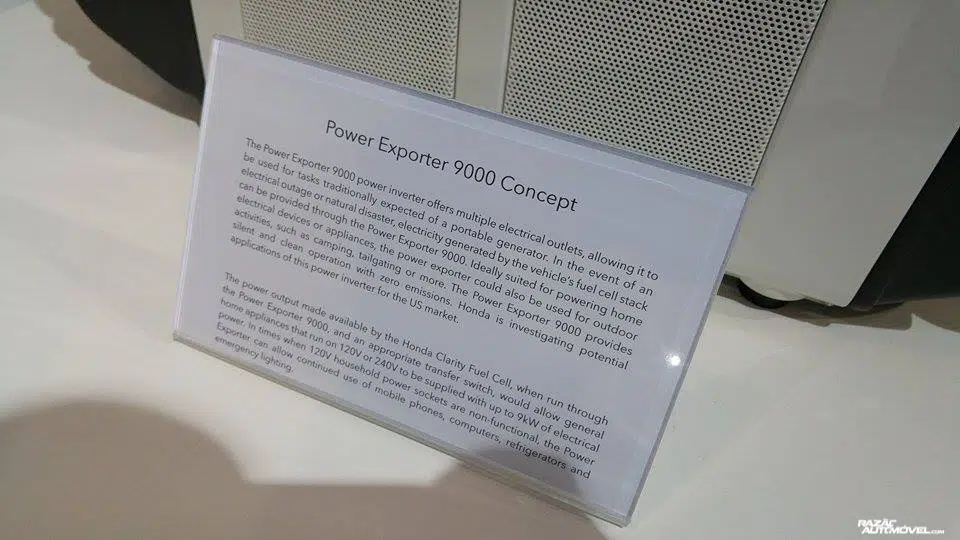 Power Exporter 9000 Concept
The Power Exporter 9000 power inverter offers multiple electrical outlets, allowing it to
be used for tasks traditionally expected of a portable generator. In the event of an
electrical outage or natural disaster, electricity generated by the vehicle's fuel cell stack
can be provided through the Power Exporter 9000. Ideally suited for powering home
electrical devices or appliances, the power exporter could also be used for outdoor
activities, such as camping, tailgating or more. The Power Exporter 9000 provides
silent and clean operation with zero emissions. Honda is investigating potential
applications of this power inverter for the US market.
The power output made available by the Honda Clarity Fuel Cell, when run through
the Power Exporter 9000, and an appropriate transfer switch, would allow general
home appliances that run on 120V or 240V to be supplied with up to 9kW of electrical
power. In times when 120V household power sockets are non-functional, the Power
Exporter can allow continued use of mobile phones, computers, refrigerators and
emergency lighting.
RAZÃO
AUTOMÓVEL.COM